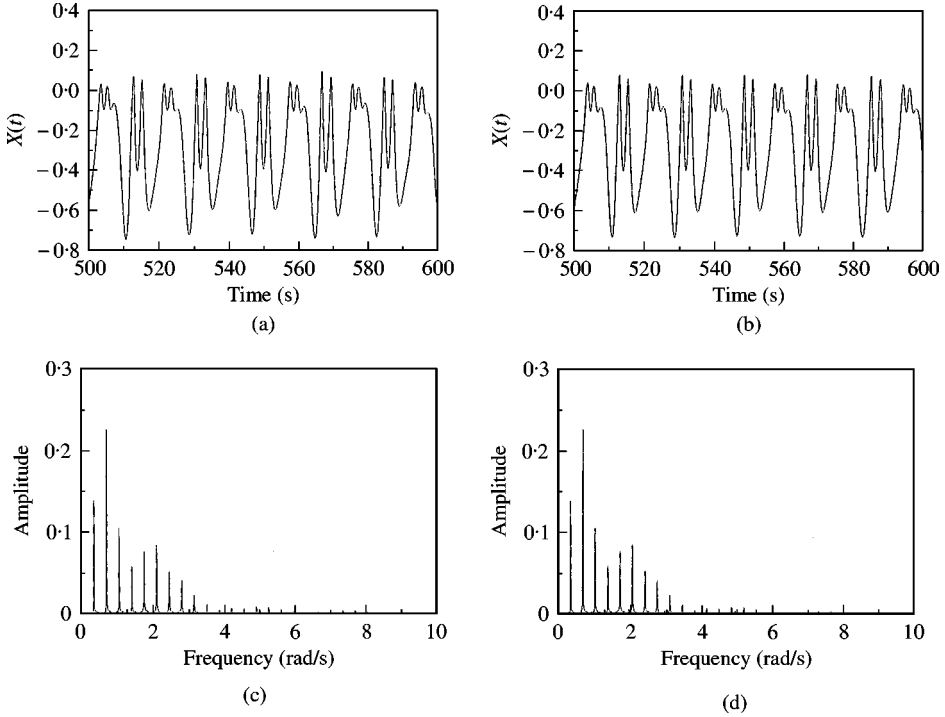 0·4
0·2
0·0
−0·2
−0·4
−0·6
−0·8
X(t)
500 520 540 560 580 600
Time (s)
(a)
0·4
0·2
0·0
−0·2
−0·4
−0·6
−0·8
X(t)
500 520 540 560 580 600
Time (s)
(b)
0·3
0·2
0·1
0
Amplitude
0 2 4 6 8 10
Frequency (rad/s)
(c)
0·3
0·2
0·1
0
Amplitude
0 2 4 6 8 10
Frequency (rad/s)
(d)